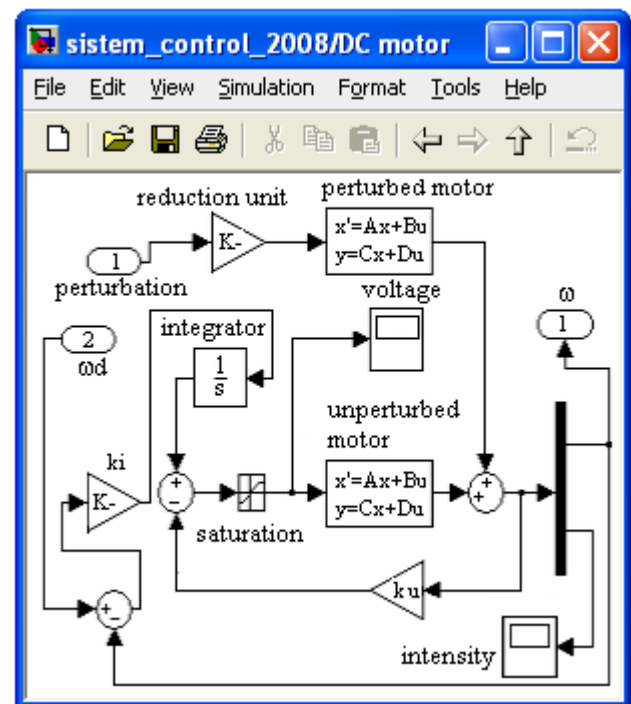 sistem_control_2008/DC motor
File Edit View Simulation Format Tools Help
perturbed motor
reduction unit
x'=Ax+Bu
y=Cx+Du
K-
1
perturbation
voltage
ω
1
integrator
2
ωd
1
s
unperturbed
motor
ki
K-
+
-
x'=Ax+Bu
y=Cx+Du
+
+
saturation
ku
+
-
intensity